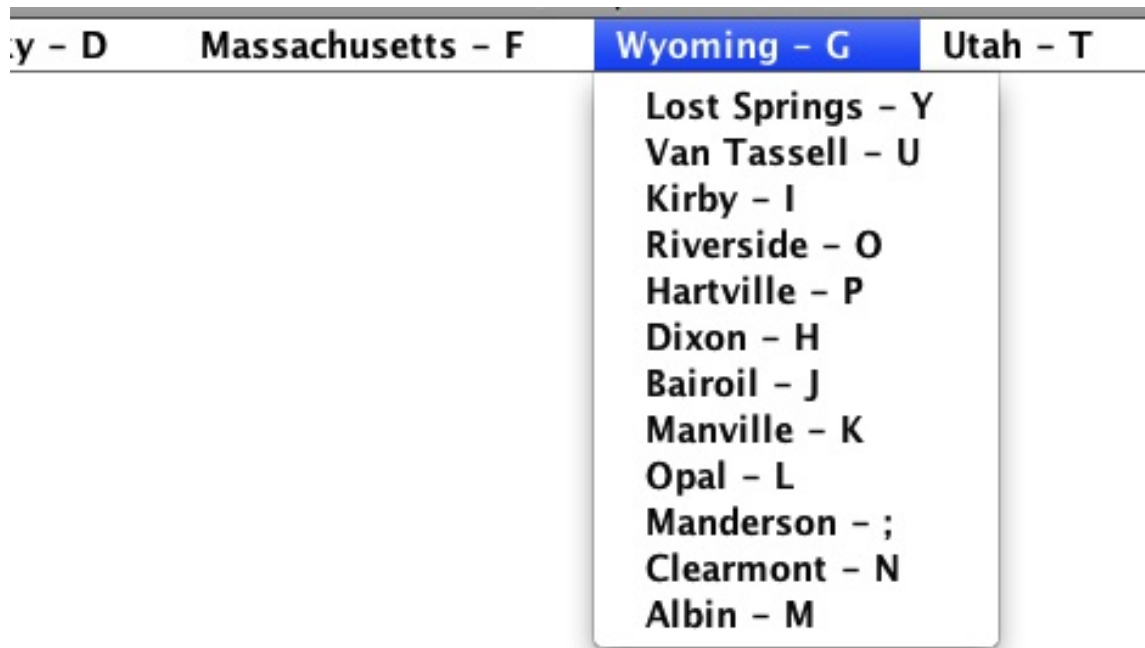 y – D Massachusetts – F Wyoming – G Utah – T
Lost Springs – Y
Van Tassell – U
Kirby – I
Riverside – O
Hartville – P
Dixon – H
Bairoil – J
Manville – K
Opal – L
Manderson – ;
Clearmont – N
Albin – M